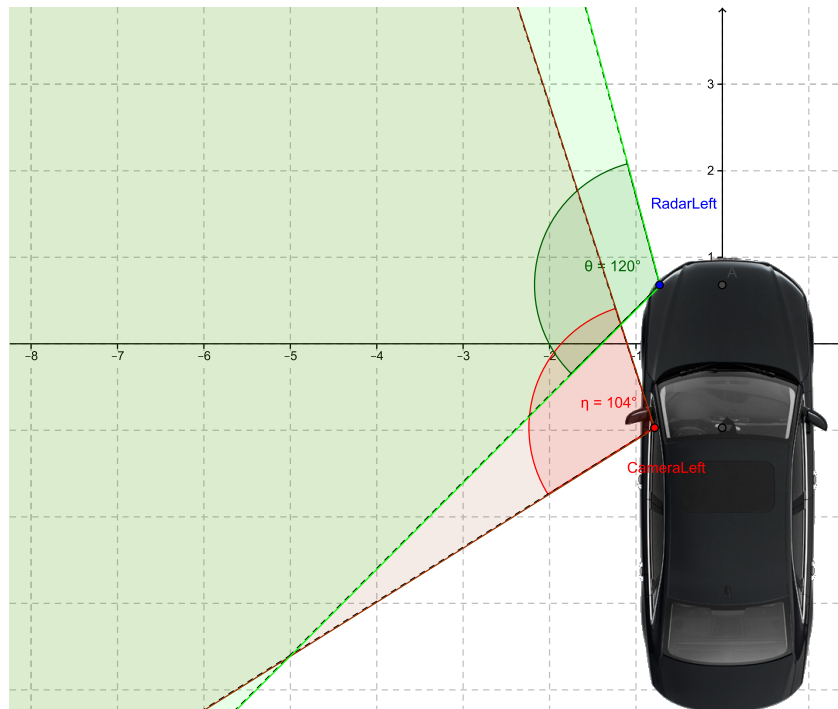 3
2
RadarLeft
1
A
θ = 120°
-8 -7 -6 -5 -4 -3 -2 -1
η = 104°
CameraLeft